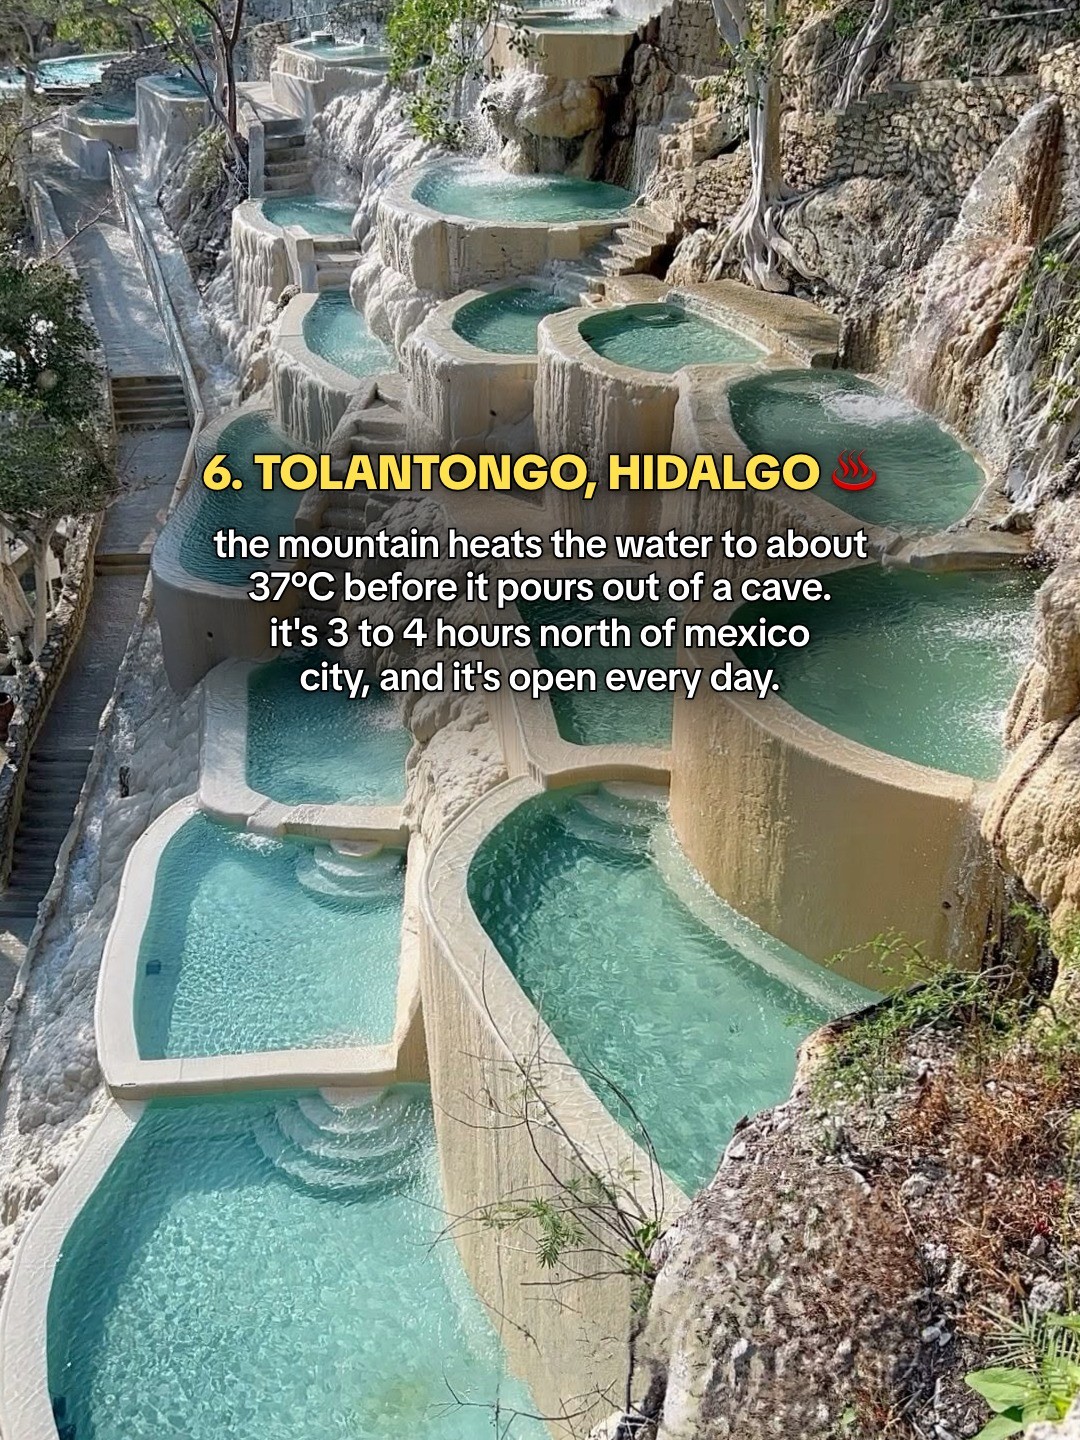 6. TOLANTONGO, HIDALGO ♨️
the mountain heats the water to about
37°C before it pours out of a cave.
it's 3 to 4 hours north of mexico
city, and it's open every day.